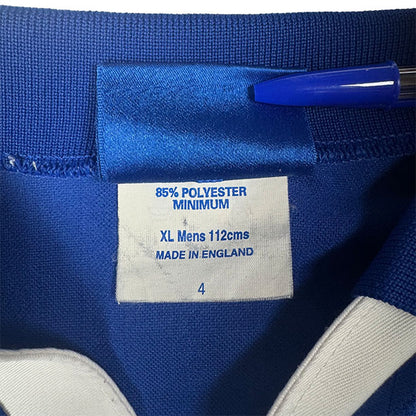 85% POLYESTER
MINIMUM
XL Mens 112cms
MADE IN ENGLAND
4